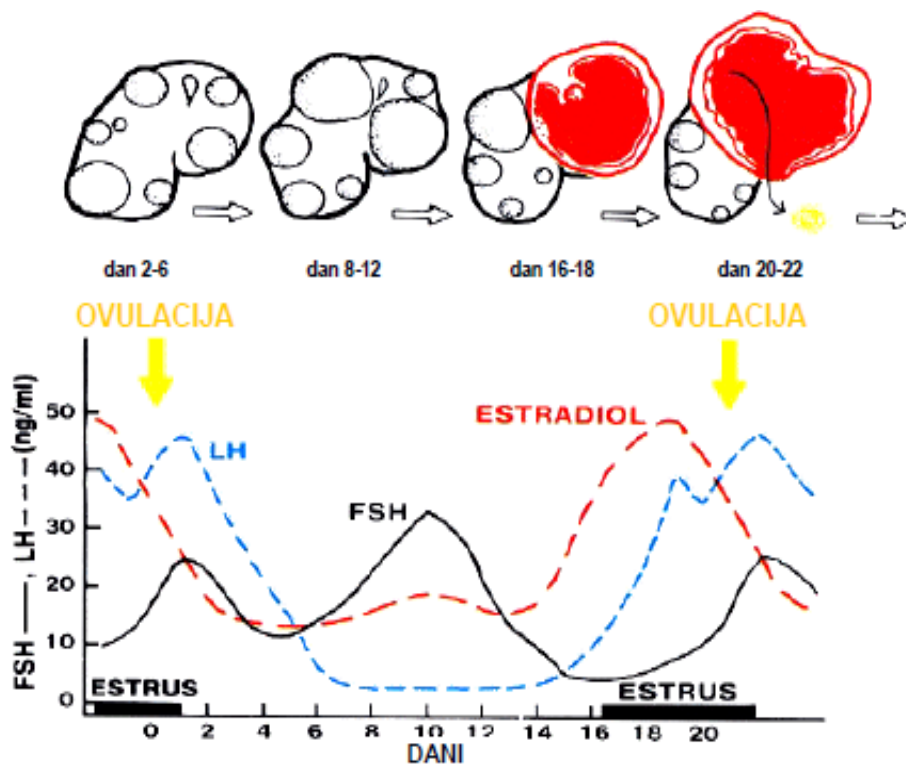 dan 2-6 dan 8-12 dan 16-18 dan 20-22
OVULACIJA OVULACIJA
FSH ——, LH - - - (ng/ml)
50
40
30
20
10
0
LH
FSH
ESTRADIOL
ESTRUS ESTRUS
0 2 4 6 8 10 12 14 16 18 20
DANI